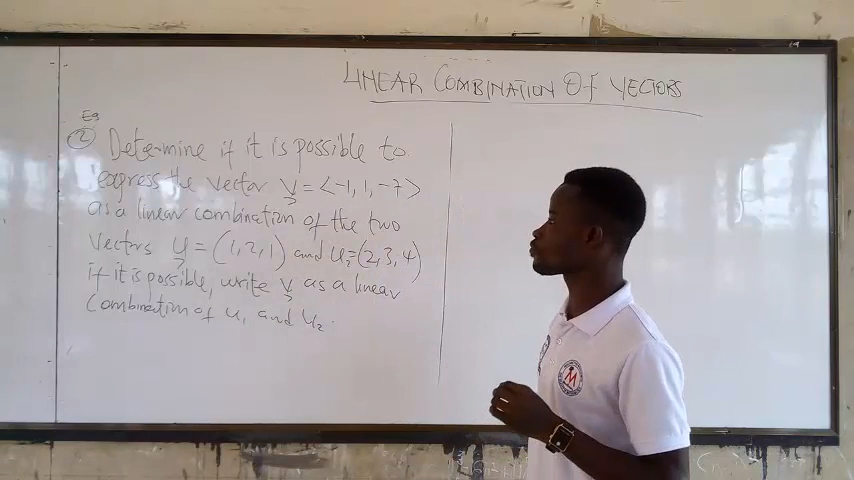 LINEAR COMBINATION OF VECTORS
Eg
② Determine if it is possible to
express the vector v = <-1, 1, -7>
as a linear combination of the two
vectors u = (1, 2, 1) and u₂ = (2, 3, 4)
if it is possible, write v as a linear
Combination of u₁ and u₂.
M